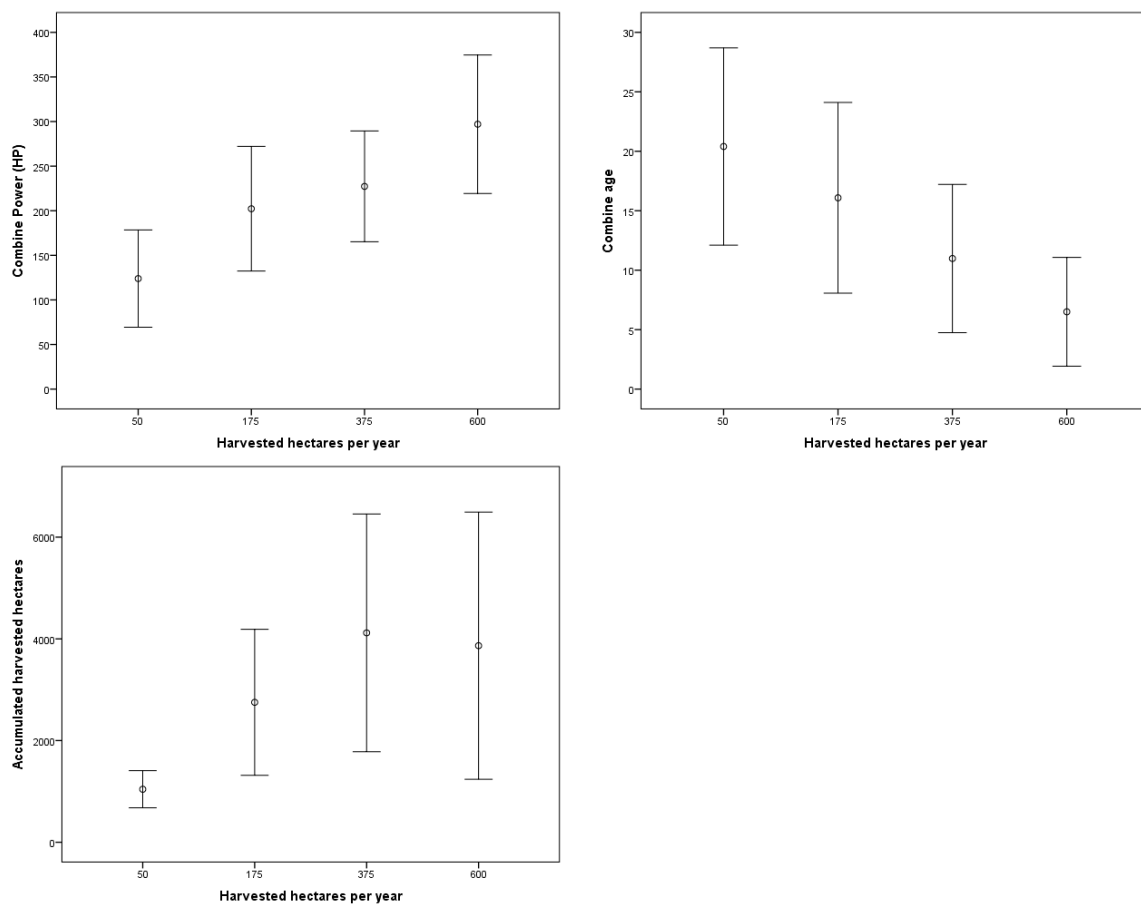 Combine Power (HP)
400
350
300
250
200
150
100
50
0
50 175 375 600
Harvested hectares per year
Combine age
30
25
20
15
10
5
0
50 175 375 600
Harvested hectares per year
Accumulated harvested hectares
6000
4000
2000
0
50 175 375 600
Harvested hectares per year